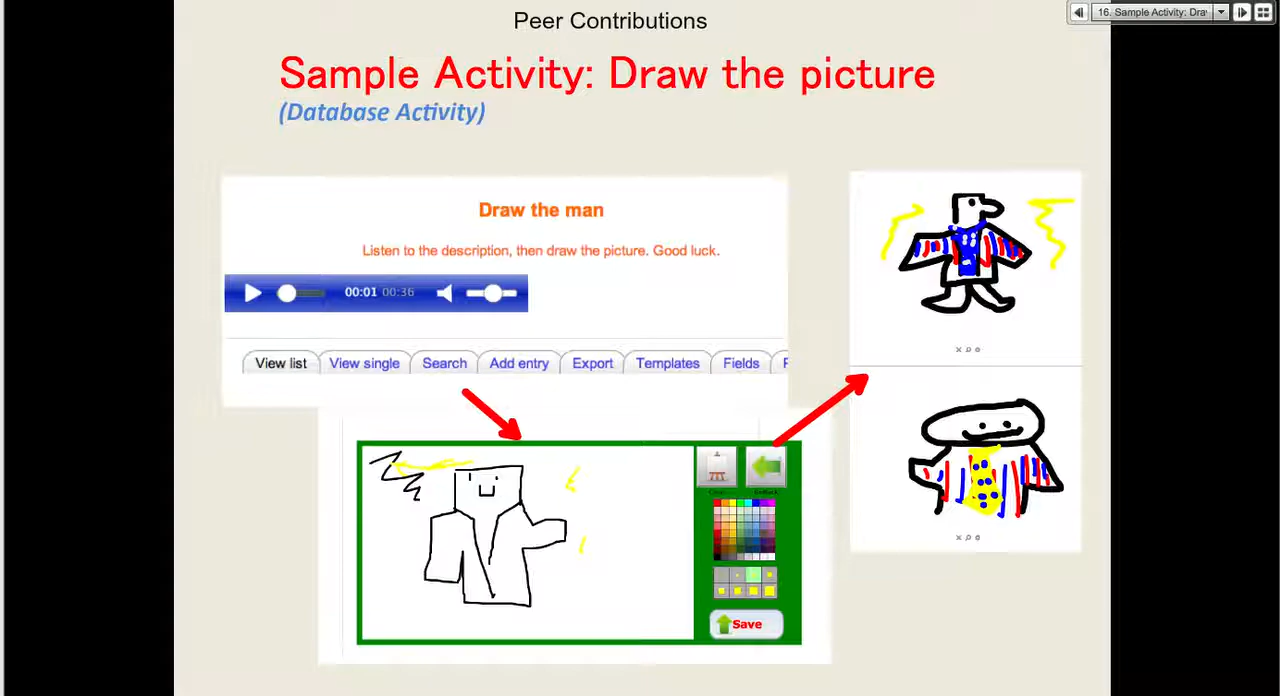 Peer Contributions
16. Sample Activity: Dra
Sample Activity: Draw the picture
(Database Activity)
Draw the man
Listen to the description, then draw the picture. Good luck.
00:01 00:36
View list View single Search Add entry Export Templates Fields
Save